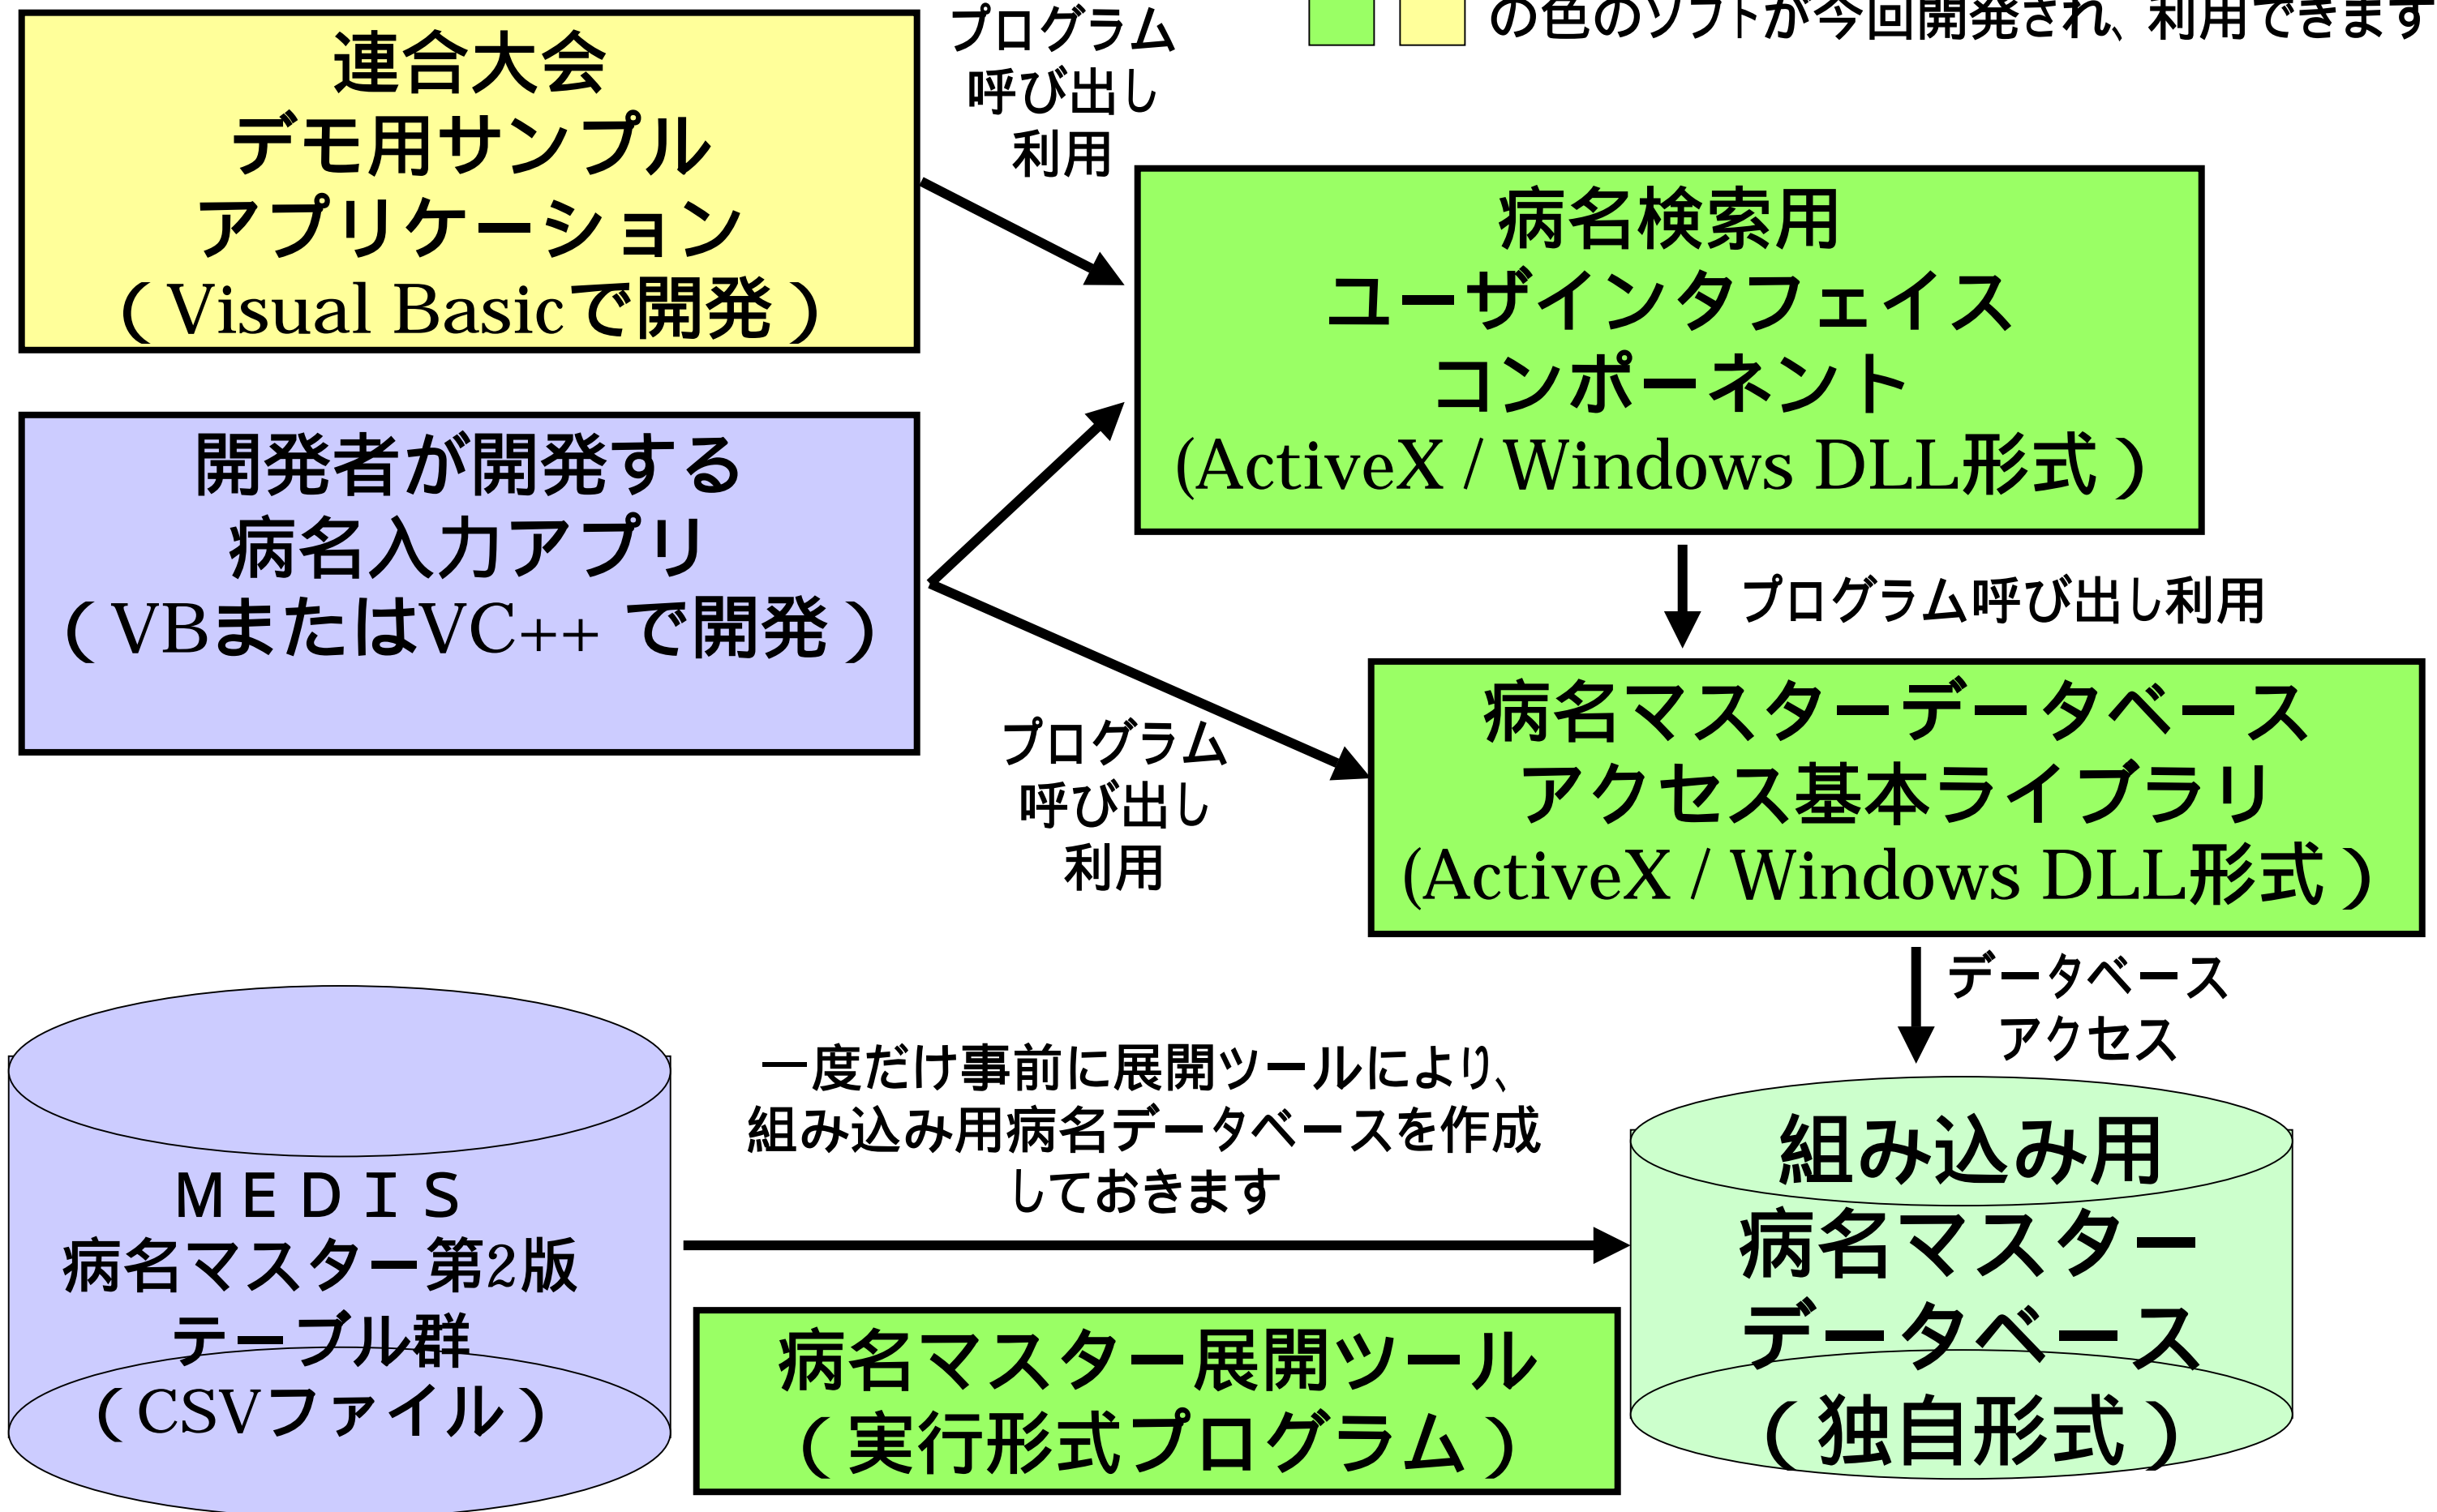 の色のソフトが今回開発され、利用できます
連合大会
デモ用サンプル
アプリケーション
（Visual Basicで開発）
プログラム
呼び出し
利用
病名検索用
ユーザインタフェイス
コンポーネント
(ActiveX / Windows DLL形式）
開発者が開発する
病名入力アプリ
（VBまたはVC++ で開発）
プログラム呼び出し利用
プログラム
呼び出し
利用
病名マスターデータベース
アクセス基本ライブラリ
(ActiveX / Windows DLL形式）
データベース
アクセス
一度だけ事前に展開ツールにより、
組み込み用病名データベースを作成
しておきます
ＭＥＤＩＳ
病名マスター第2版
テーブル群
（CSVファイル）
病名マスター展開ツール
（実行形式プログラム）
組み込み用
病名マスター
データベース
（独自形式）